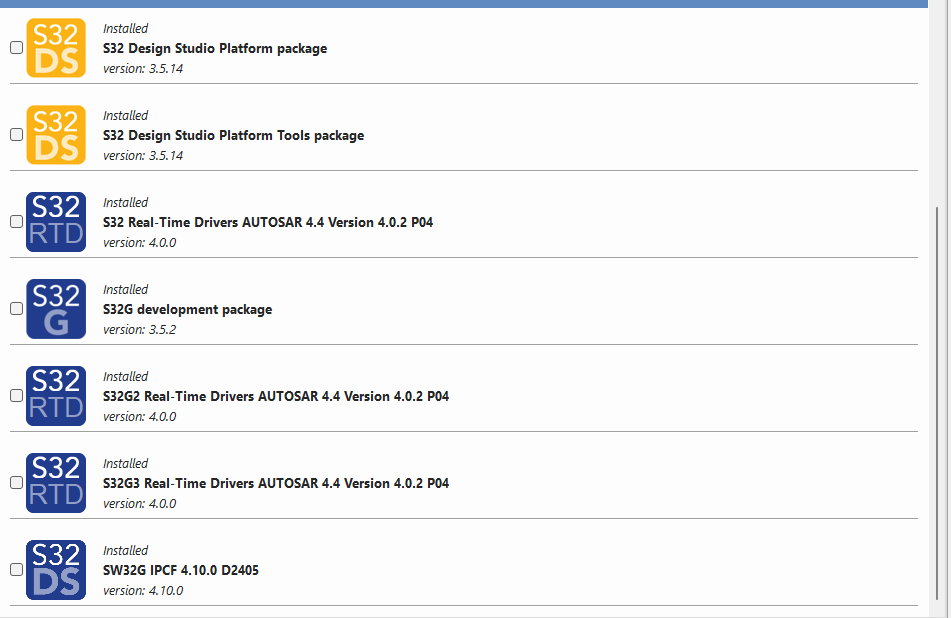 S32
DS
Installed
S32 Design Studio Platform package
version: 3.5.14
S32
DS
Installed
S32 Design Studio Platform Tools package
version: 3.5.14
S32
RTD
Installed
S32 Real-Time Drivers AUTOSAR 4.4 Version 4.0.2 P04
version: 4.0.0
S32
G
Installed
S32G development package
version: 3.5.2
S32
RTD
Installed
S32G2 Real-Time Drivers AUTOSAR 4.4 Version 4.0.2 P04
version: 4.0.0
S32
RTD
Installed
S32G3 Real-Time Drivers AUTOSAR 4.4 Version 4.0.2 P04
version: 4.0.0
S32
DS
Installed
SW32G IPCF 4.10.0 D2405
version: 4.10.0